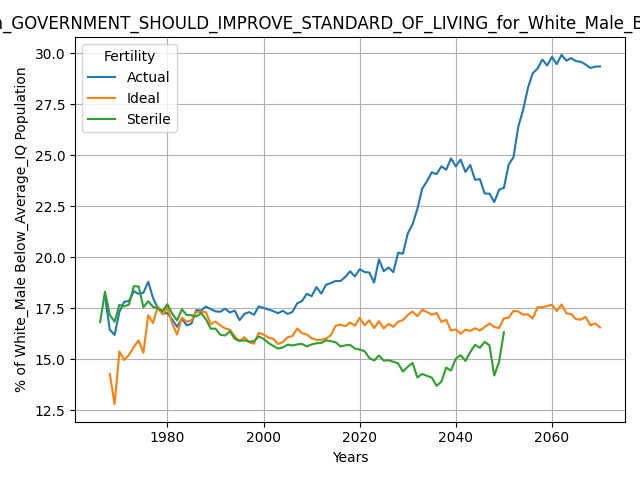 GOVERNMENT_SHOULD_IMPROVE_STANDARD_OF_LIVING_for_White_Male_B
Fertility
Actual
Ideal
Sterile
% of White_Male Below_Average_IQ Population
30.0
27.5
25.0
22.5
20.0
17.5
15.0
12.5
1980 2000 2020 2040 2060
Years